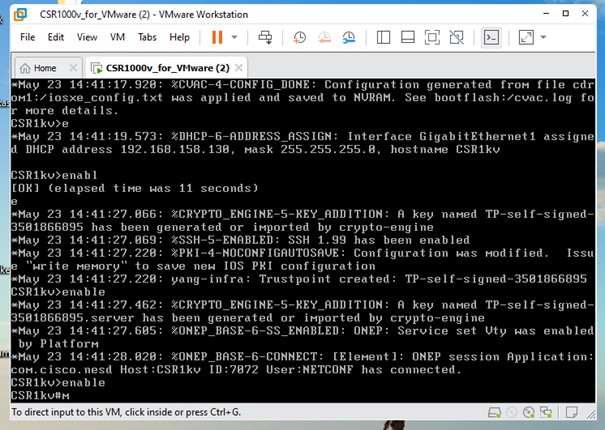 CSR1000v_for_VMware (2) - VMware Workstation
File Edit View VM Tabs Help
Home CSR1000v_for_VMware (2)
*May 23 14:41:17.920: %CVAC-4-CONFIG_DONE: Configuration generated from file cdr
om1:/iosxe_config.txt was applied and saved to NVRAM. See bootflash:/cvac.log fo
r more details.
CSR1kv>e
*May 23 14:41:19.573: %DHCP-6-ADDRESS_ASSIGN: Interface GigabitEthernet1 assigne
d DHCP address 192.168.158.130, mask 255.255.255.0, hostname CSR1kv
CSR1kv>enabl
[OK] (elapsed time was 11 seconds)
e
*May 23 14:41:27.066: %CRYPTO_ENGINE-5-KEY_ADDITION: A key named TP-self-signed-
3501866895 has been generated or imported by crypto-engine
*May 23 14:41:27.069: %SSH-5-ENABLED: SSH 1.99 has been enabled
*May 23 14:41:27.220: %PKI-4-NOCONFIGAUTOSAVE: Configuration was modified.  Issu
e "write memory" to save new IOS PKI configuration
*May 23 14:41:27.220: yang-infra: Trustpoint created: TP-self-signed-3501866895
CSR1kv>enable
*May 23 14:41:27.462: %CRYPTO_ENGINE-5-KEY_ADDITION: A key named TP-self-signed-
3501866895.server has been generated or imported by crypto-engine
*May 23 14:41:27.605: %ONEP_BASE-6-SS_ENABLED: ONEP: Service set Vty was enabled
by Platform
*May 23 14:41:28.020: %ONEP_BASE-6-CONNECT: [Element]: ONEP session Application:
com.cisco.nesd Host:CSR1kv ID:7072 User:NETCONF has connected.
CSR1kv>enable
CSR1kv#m
To direct input to this VM, click inside or press Ctrl+G.